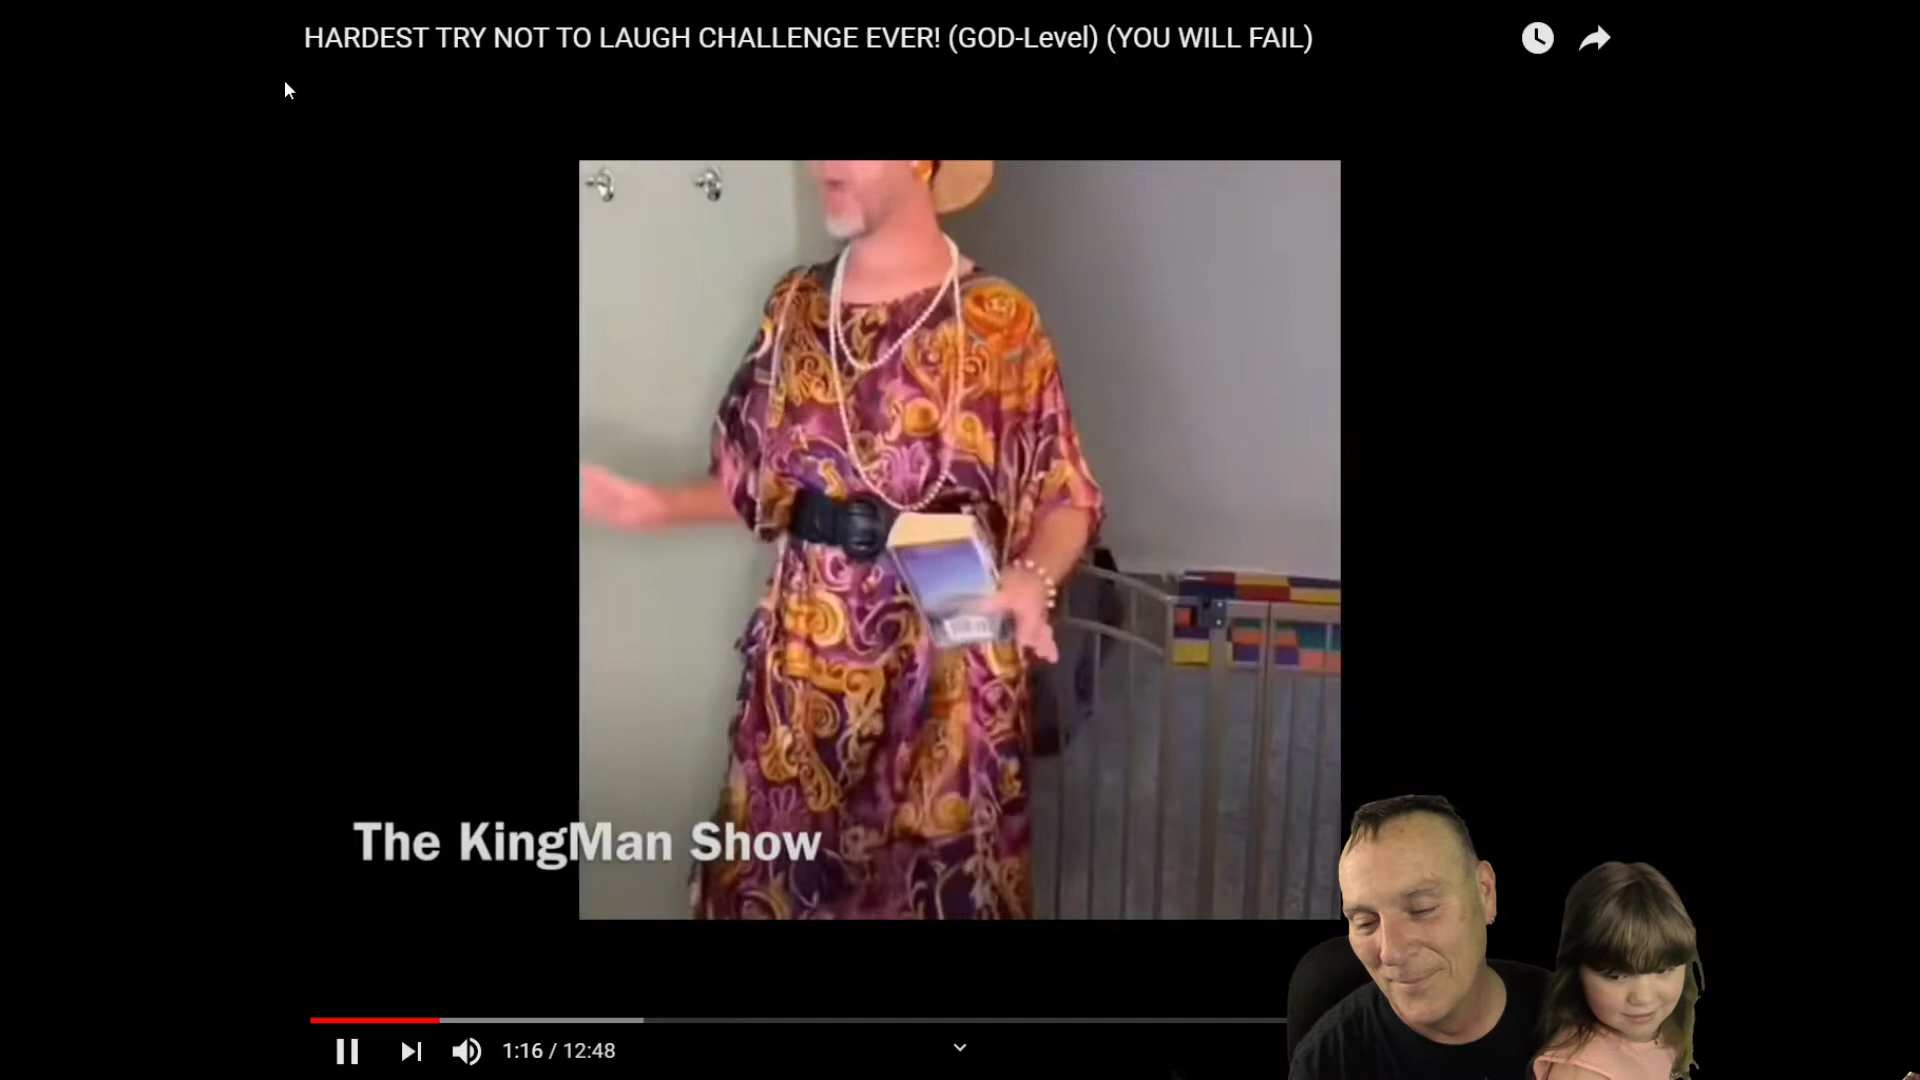 HARDEST TRY NOT TO LAUGH CHALLENGE EVER! (GOD-Level) (YOU WILL FAIL)
The KingMan Show
1:16 / 12:48